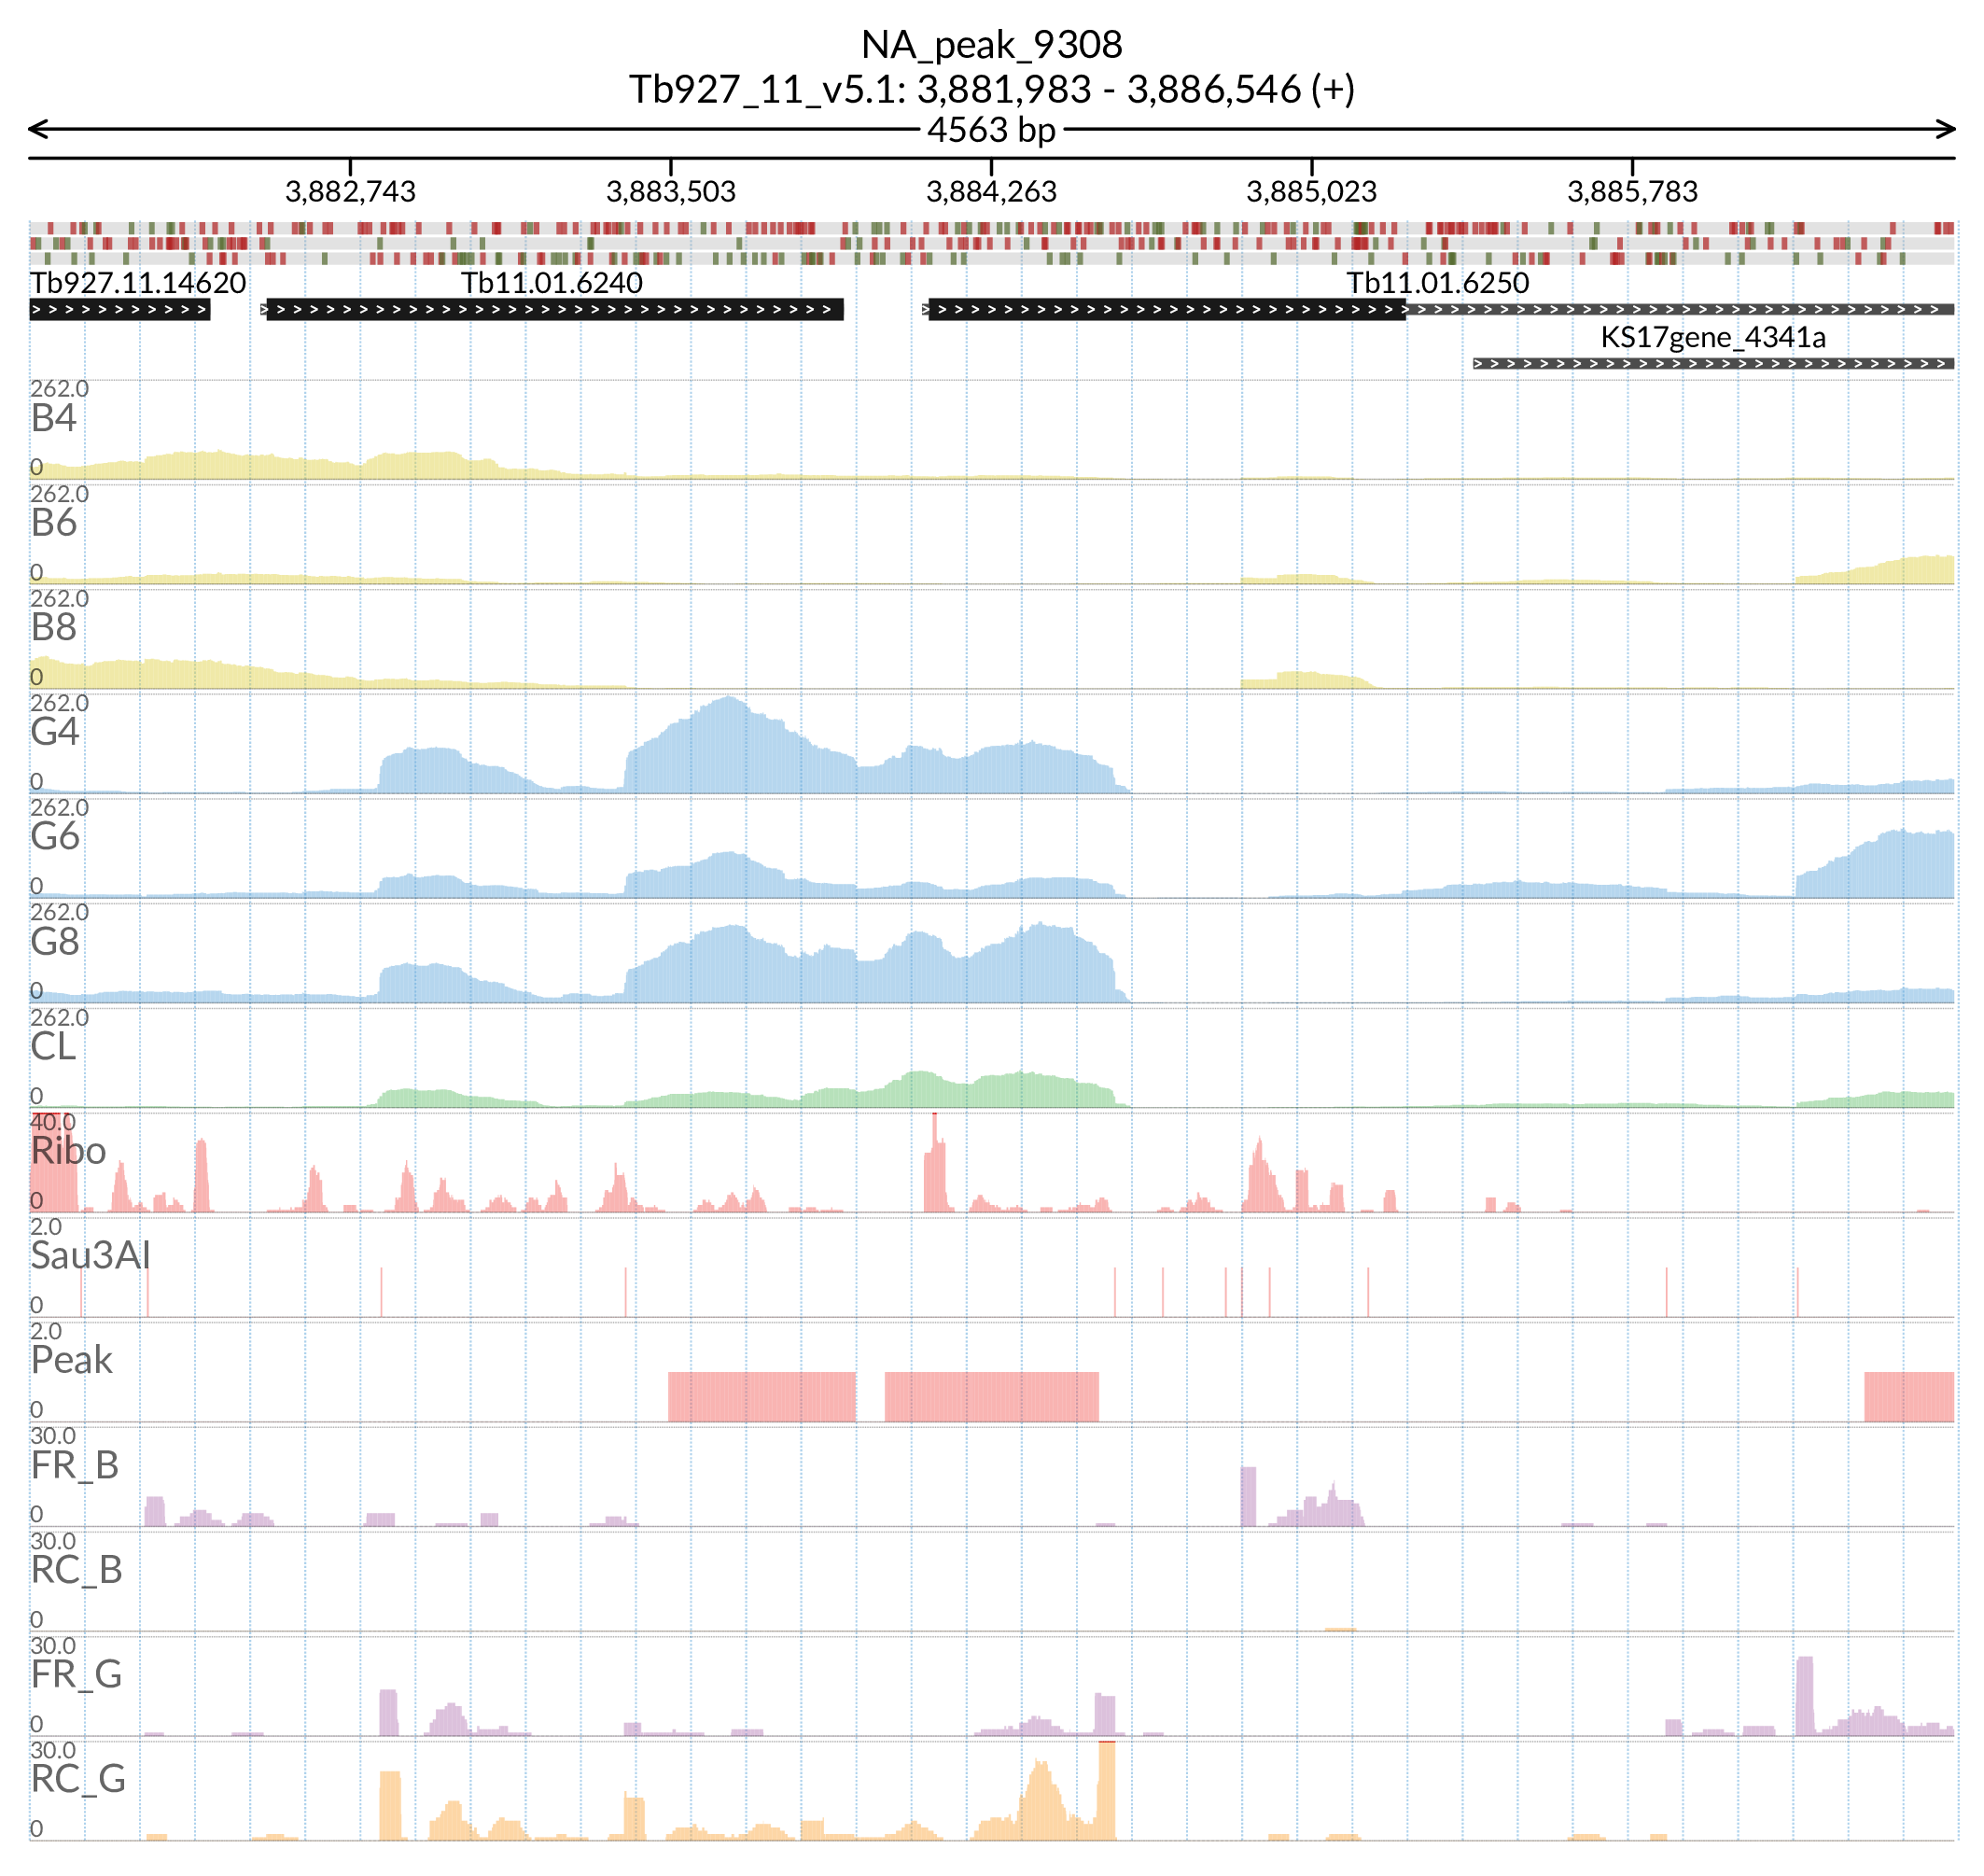 NA_peak_9308
Tb927_11_v5.1: 3,881,983 - 3,886,546 (+)
4563 bp
3,882,743 3,883,503 3,884,263 3,885,023 3,885,783
Tb927.11.14620 Tb11.01.6240 Tb11.01.6250
KS17gene_4341a
262.0
B4
0
262.0
B6
0
262.0
B8
0
262.0
G4
0
262.0
G6
0
262.0
G8
0
262.0
CL
0
40.0
Ribo
0
2.0
Sau3AI
0
2.0
Peak
0
30.0
FR_B
0
30.0
RC_B
0
30.0
FR_G
0
30.0
RC_G
0